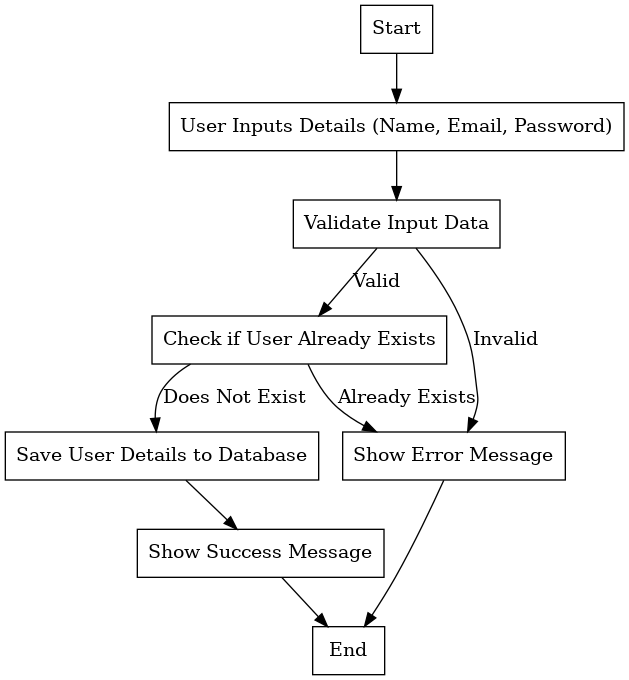 Start
User Inputs Details (Name, Email, Password)
Validate Input Data
Valid
Check if User Already Exists
Invalid
Does Not Exist
Already Exists
Save User Details to Database
Show Error Message
Show Success Message
End